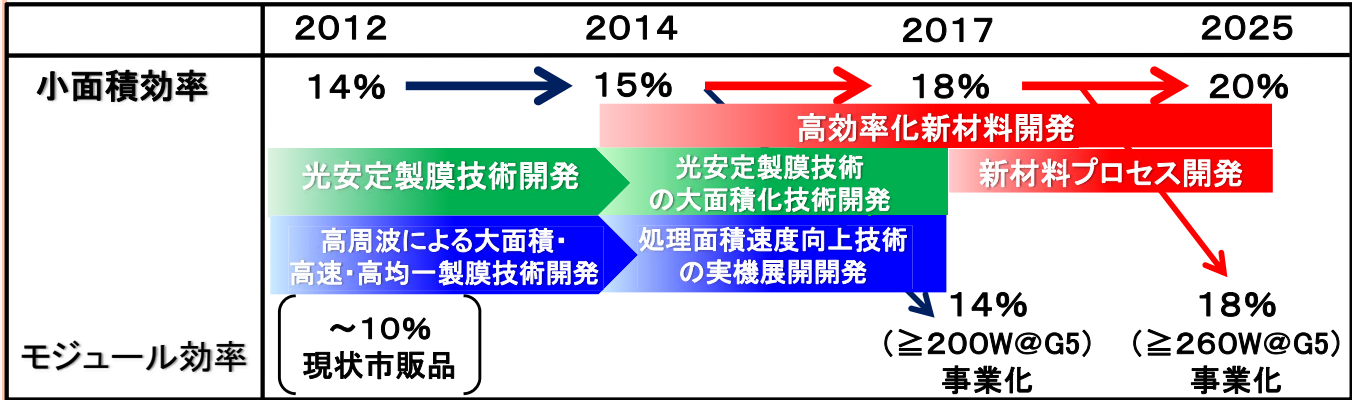 2012 2014 2017 2025
小面積効率 14% 15% 18% 20%
高効率化新材料開発
光安定製膜技術開発
光安定製膜技術
の大面積化技術開発
新材料プロセス開発
高周波による大面積・
高速・高均一製膜技術開発
処理面積速度向上技術
の実機展開開発
モジュール効率
～10%
現状市販品
14%
(≧200W@G5)
事業化
18%
(≧260W@G5)
事業化